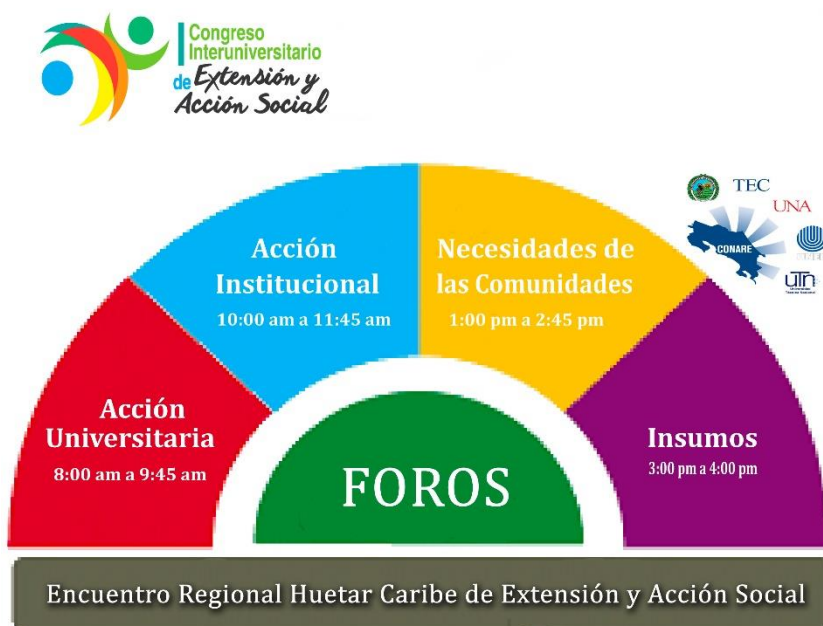 Congreso
Interuniversitario
de Extensión y
Acción Social
TEC
UNA
CONARE
UTN
Acción
Institucional
10:00 am a 11:45 am
Necesidades de
las Comunidades
1:00 pm a 2:45 pm
Acción
Universitaria
8:00 am a 9:45 am
Insumos
3:00 pm a 4:00 pm
FOROS
Encuentro Regional Huetar Caribe de Extensión y Acción Social